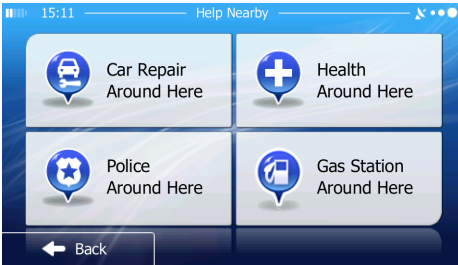 15:11 Help Nearby
Car Repair
Around Here
Health
Around Here
Police
Around Here
Gas Station
Around Here
Back